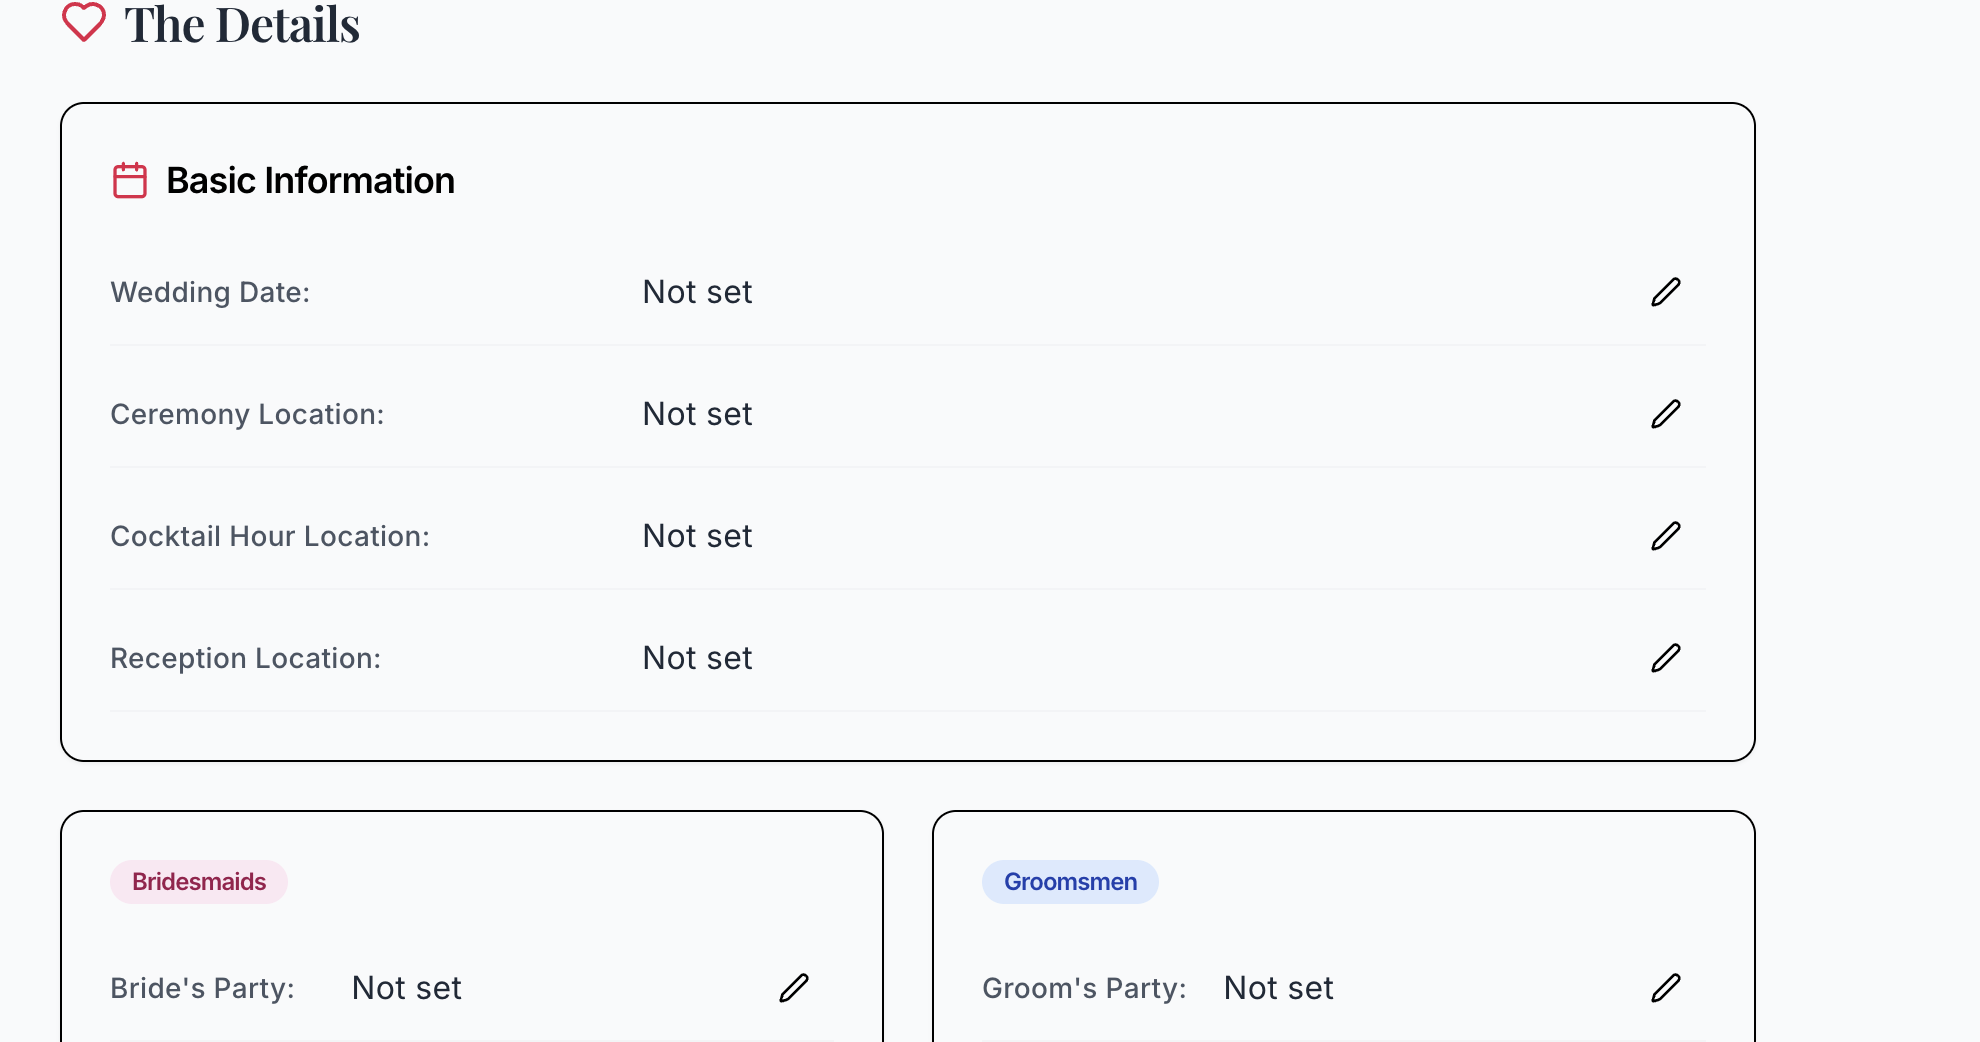 The Details
Basic Information
Wedding Date: Not set
Ceremony Location: Not set
Cocktail Hour Location: Not set
Reception Location: Not set
Bridesmaids
Bride's Party: Not set
Groomsmen
Groom's Party: Not set